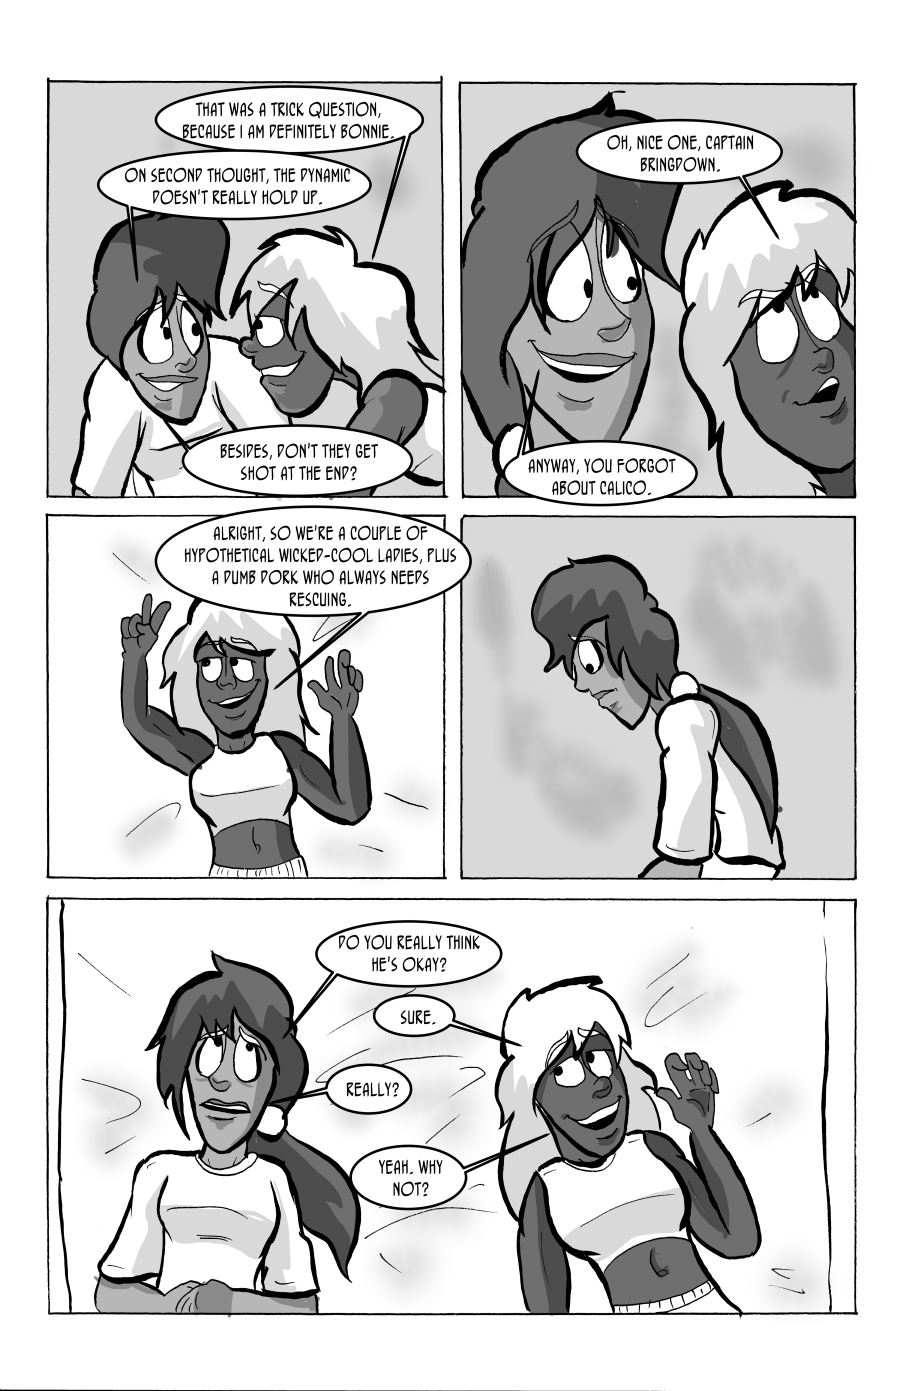 THAT WAS A TRICK QUESTION,
BECAUSE I AM DEFINITELY BONNIE.
ON SECOND THOUGHT, THE DYNAMIC
DOESN'T REALLY HOLD UP.
BESIDES, DON'T THEY GET
SHOT AT THE END?
OH, NICE ONE, CAPTAIN
BRINGDOWN.
ANYWAY, YOU FORGOT
ABOUT CALICO.
ALRIGHT, SO WE'RE A COUPLE OF
HYPOTHETICAL WICKED-COOL LADIES, PLUS
A DUMB DORK WHO ALWAYS NEEDS
RESCUING.
DO YOU REALLY THINK
HE'S OKAY?
SURE.
REALLY?
YEAH. WHY
NOT?